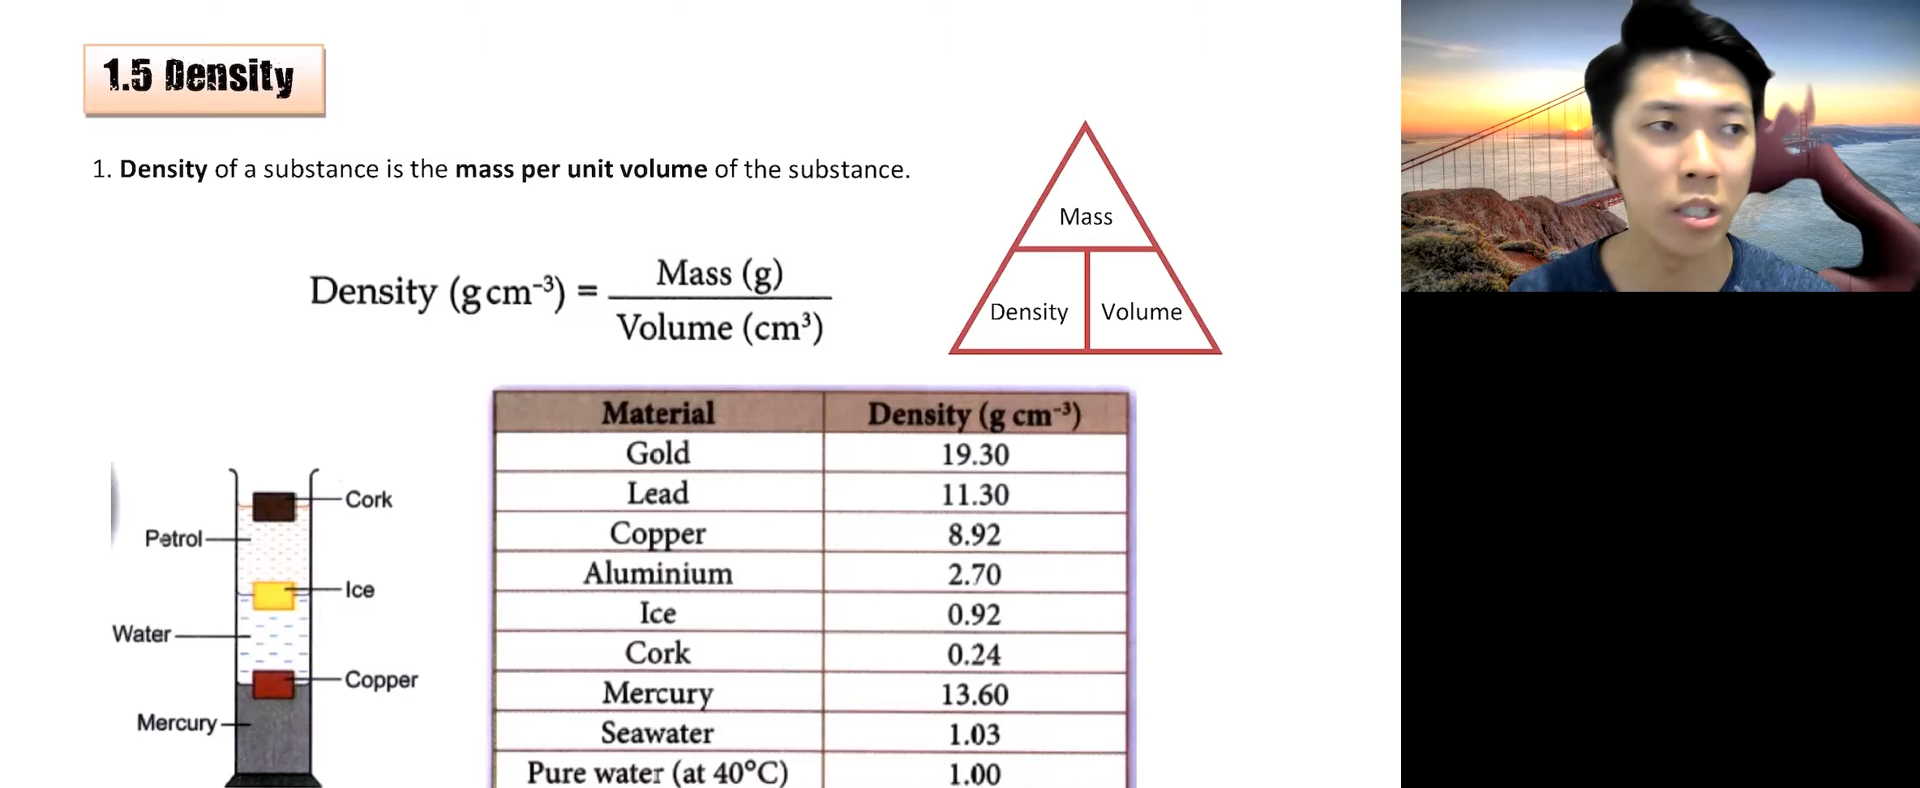 1.5 Density
1. Density of a substance is the mass per unit volume of the substance.
Density (g cm⁻³) = Mass (g) / Volume (cm³)
Mass
Density Volume
Material Density (g cm⁻³)
Gold 19.30
Lead 11.30
Copper 8.92
Aluminium 2.70
Ice 0.92
Cork 0.24
Mercury 13.60
Seawater 1.03
Pure water (at 40°C) 1.00
Cork
Petrol
Ice
Water
Copper
Mercury